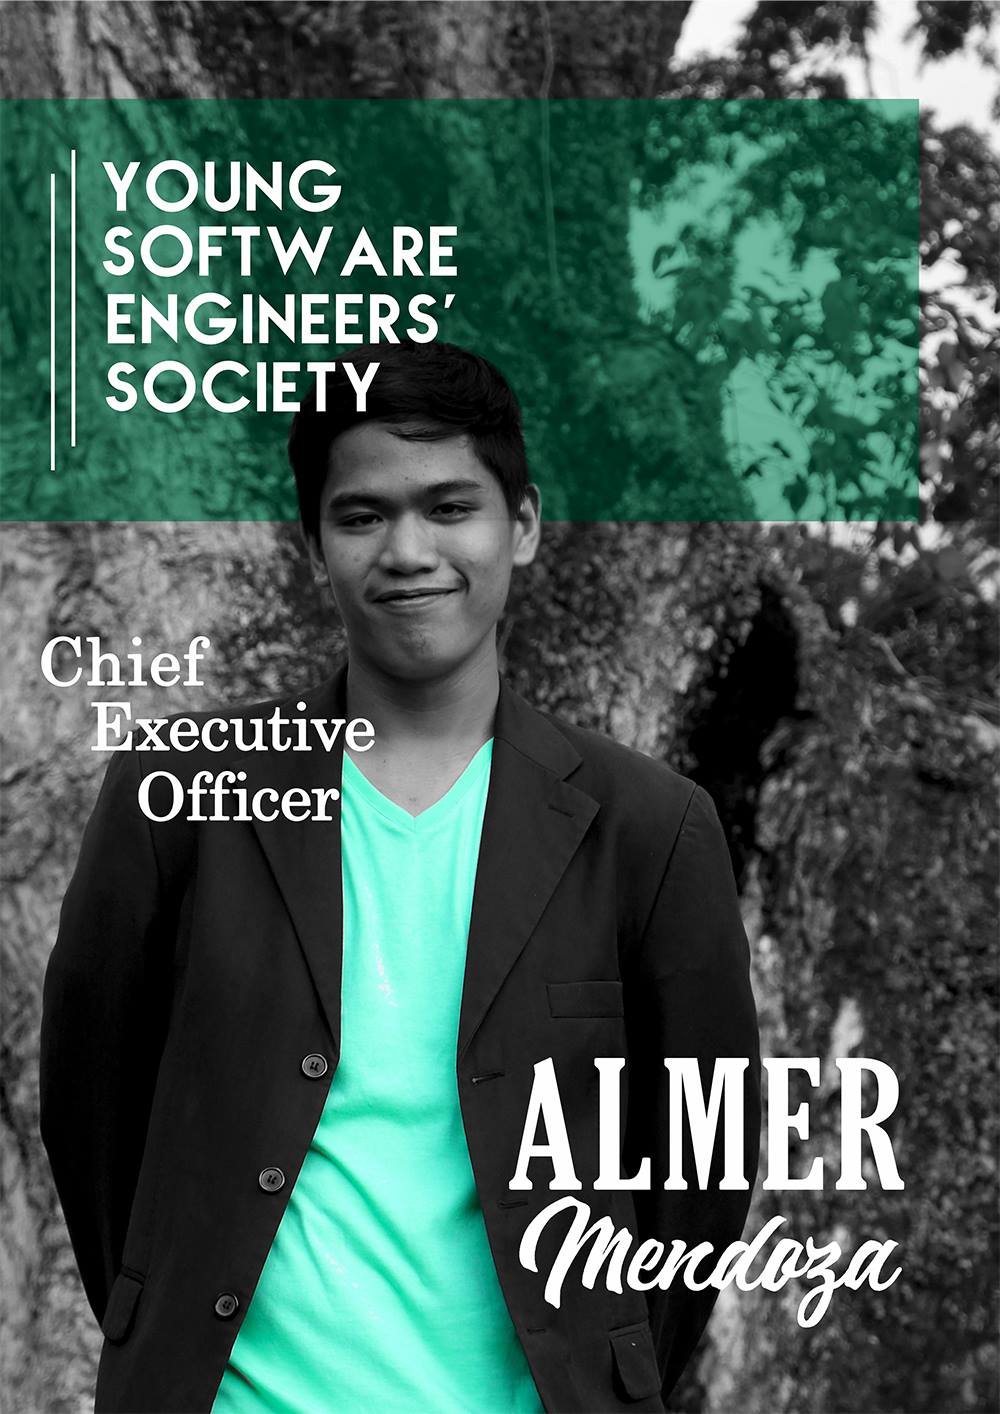 YOUNG
SOFTWARE
ENGINEERS'
SOCIETY
Chief
Executive
Officer
ALMER
Mendoza